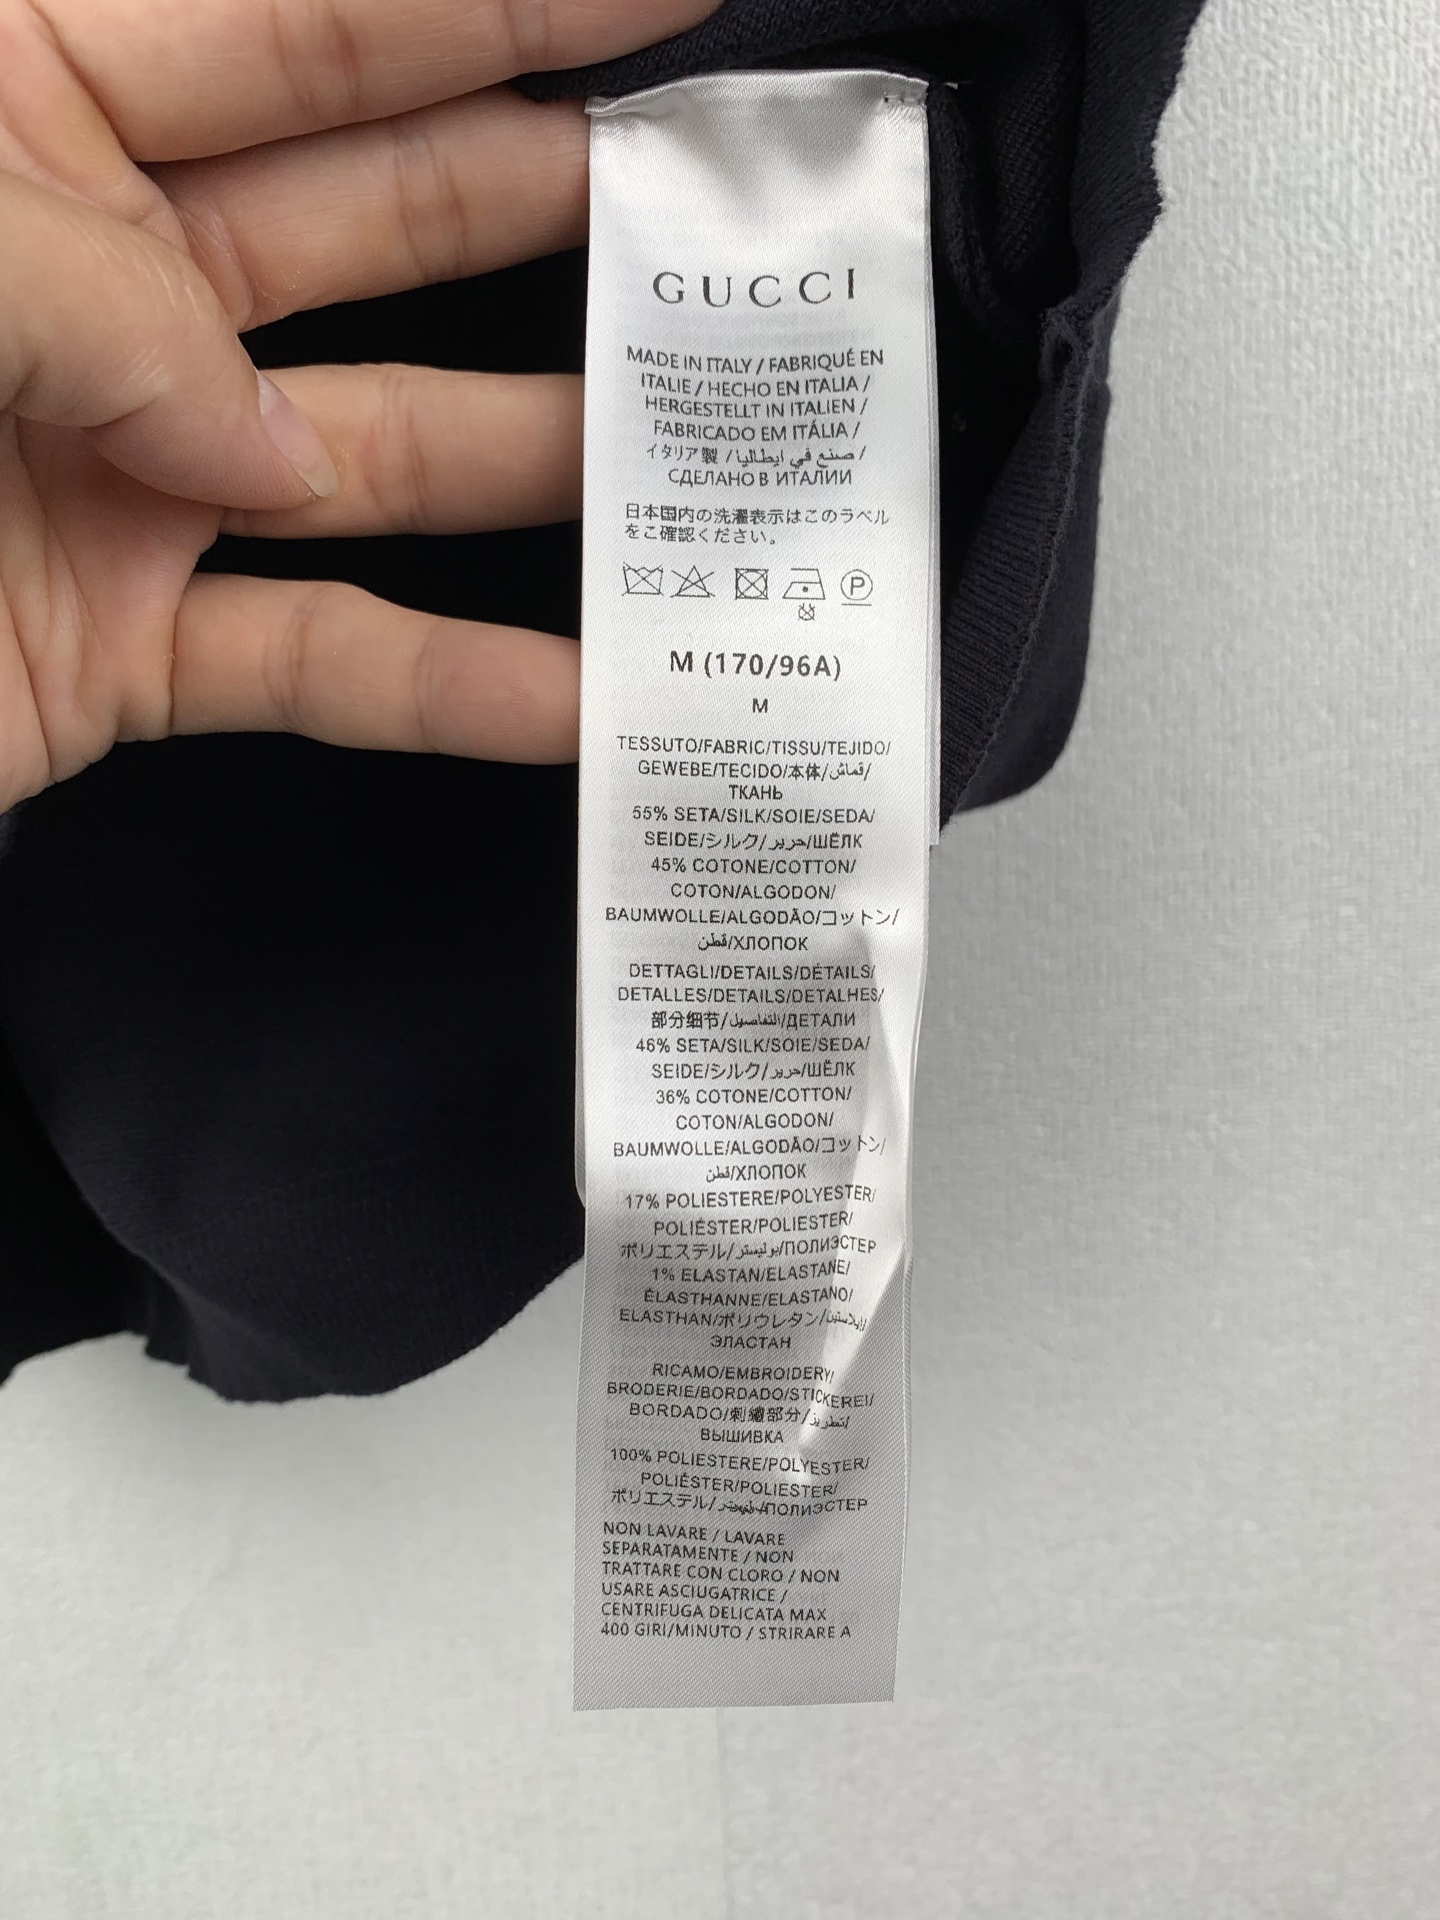 GUCCI
MADE IN ITALY / FABRIQUÉ EN
ITALIE / HECHO EN ITALIA /
HERGESTELLT IN ITALIEN /
FABRICADO EM ITÁLIA /
イタリア製 / صنع في ايطاليا /
СДЕЛАНО В ИТАЛИИ
日本国内の洗濯表示はこのラベル
をご確認ください。
P
M (170/96A)
M
TESSUTO/FABRIC/TISSU/TEJIDO/
GEWEBE/TECIDO/本体/قماش/
ТКАНЬ
55% SETA/SILK/SOIE/SEDA/
SEIDE/シルク/حرير/ШЁЛК
45% COTONE/COTTON/
COTON/ALGODON/
BAUMWOLLE/ALGODÃO/コットン/
قطن/ХЛОПОК
DETTAGLI/DETAILS/DÉTAILS/
DETALLES/DETAILS/DETALHES/
部分细节/التفاصيل/ДЕТАЛИ
46% SETA/SILK/SOIE/SEDA/
SEIDE/シルク/حرير/ШЁЛК
36% COTONE/COTTON/
COTON/ALGODON/
BAUMWOLLE/ALGODÃO/コットン/
قطن/ХЛОПОК
17% POLIESTERE/POLYESTER/
POLIÉSTER/POLIESTER/
ポリエステル/بوليستر/ПОЛИЭСТЕР
1% ELASTAN/ELASTANE/
ÉLASTHANNE/ELASTANO/
ELASTHAN/ポリウレタン/
ЭЛАСТАН
RICAMO/EMBROIDERY/
BRODERIE/BORDADO/STICKEREI/
BORDADO/刺繡部分/تطريز/
ВЫШИВКА
100% POLIESTERE/POLYESTER/
POLIÉSTER/POLIESTER/
ポリエステル/ПОЛИЭСТЕР
NON LAVARE / LAVARE
SEPARATAMENTE / NON
TRATTARE CON CLORO / NON
USARE ASCIUGATRICE /
CENTRIFUGA DELICATA MAX
400 GIRI/MINUTO / STRIRARE A